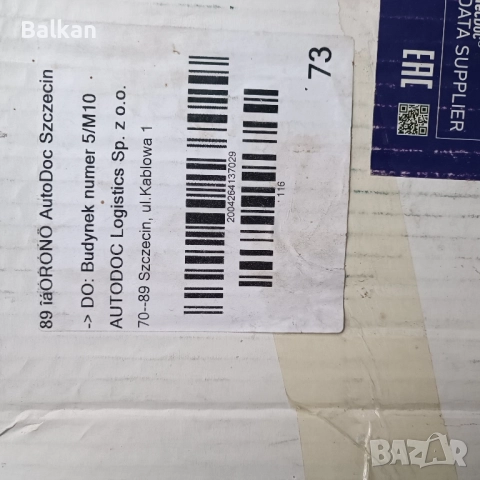 Balkan
89 íáÓRONÓ AutoDoc Szczecin
-> DO: Budynek numer 5/M10
AUTODOC Logistics Sp. z o.o.
70--89 Szczecin, ul.Kablowa 1
2004264137029
116
73
DATA SUPPLIER
EAC
BAZAR